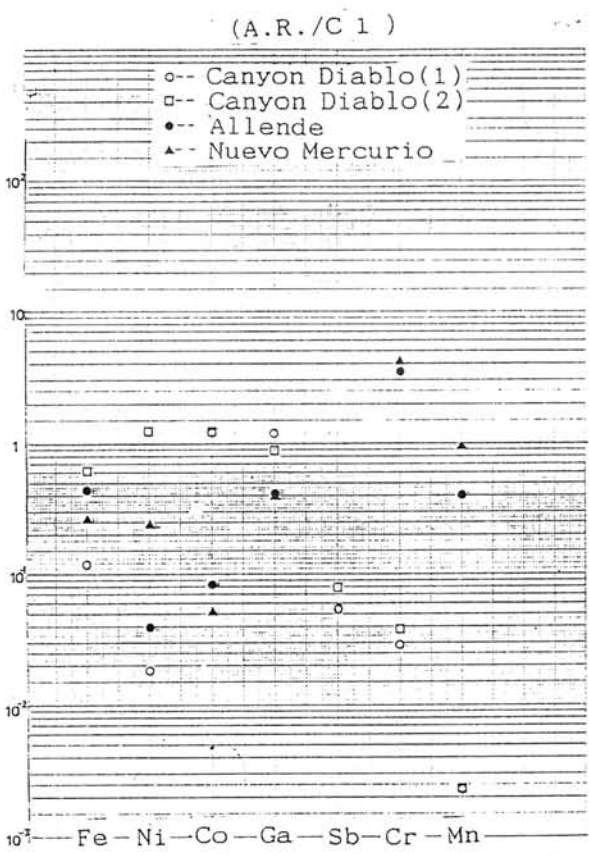 (A.R./C 1 )
○-- Canyon Diablo(1)
□-- Canyon Diablo(2)
●-- Allende
▲-- Nuevo Mercurio
10²
10
1
10⁻¹
10⁻²
10⁻³ Fe—Ni—Co—Ga—Sb—Cr—Mn